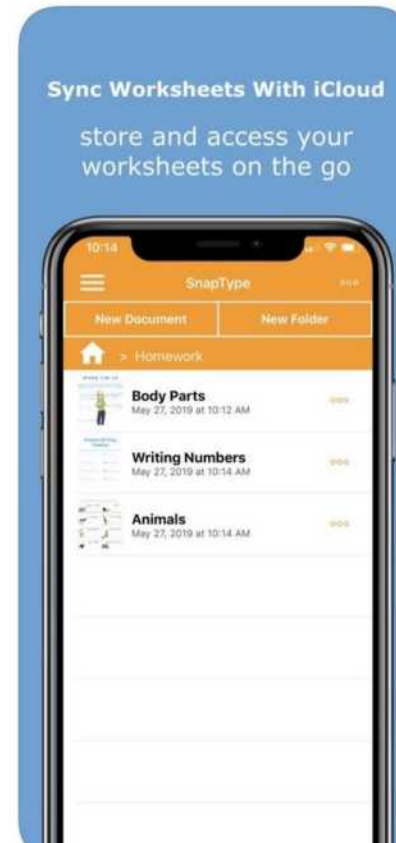 Sync Worksheets With iCloud
store and access your
worksheets on the go
10:14
SnapType
New Document New Folder
> Homework
Body Parts
May 27, 2019 at 10:12 AM
Writing Numbers
May 27, 2019 at 10:14 AM
Animals
May 27, 2019 at 10:14 AM